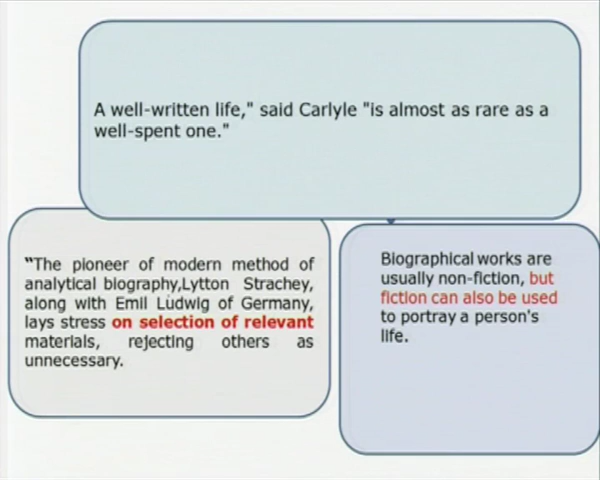 A well-written life," said Carlyle "is almost as rare as a
well-spent one."
“The pioneer of modern method of
analytical biography,Lytton Strachey,
along with Emil Ludwig of Germany,
lays stress on selection of relevant
materials, rejecting others as
unnecessary.
Biographical works are
usually non-fiction, but
fiction can also be used
to portray a person's
life.